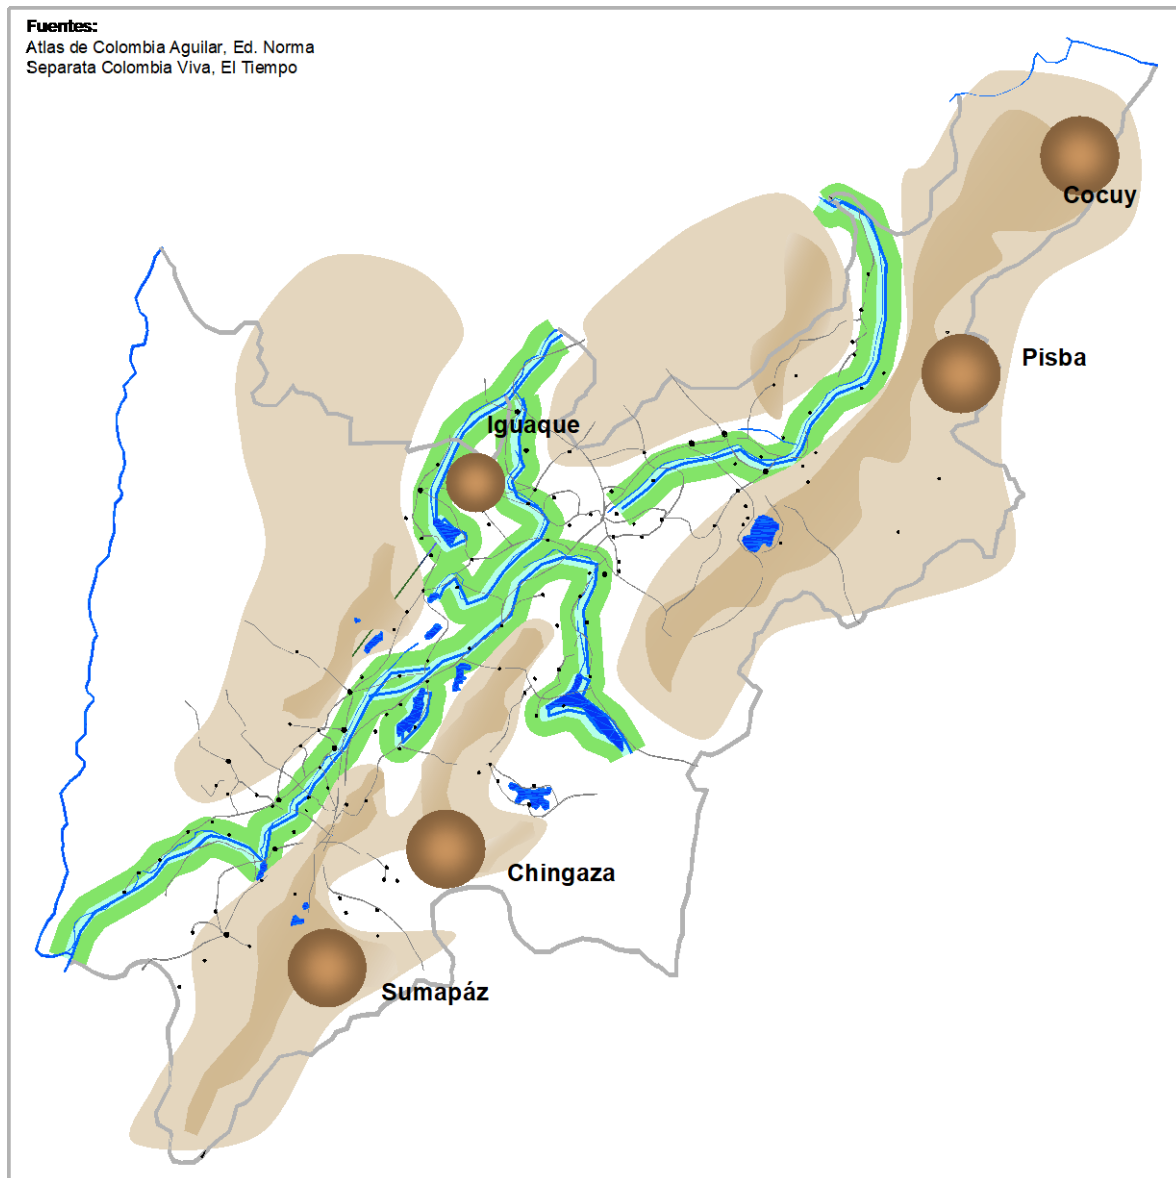 Fuentes:
Atlas de Colombia Aguilar, Ed. Norma
Separata Colombia Viva, El Tiempo
Cocuy
Pisba
Iguaque
Chingaza
Sumapáz